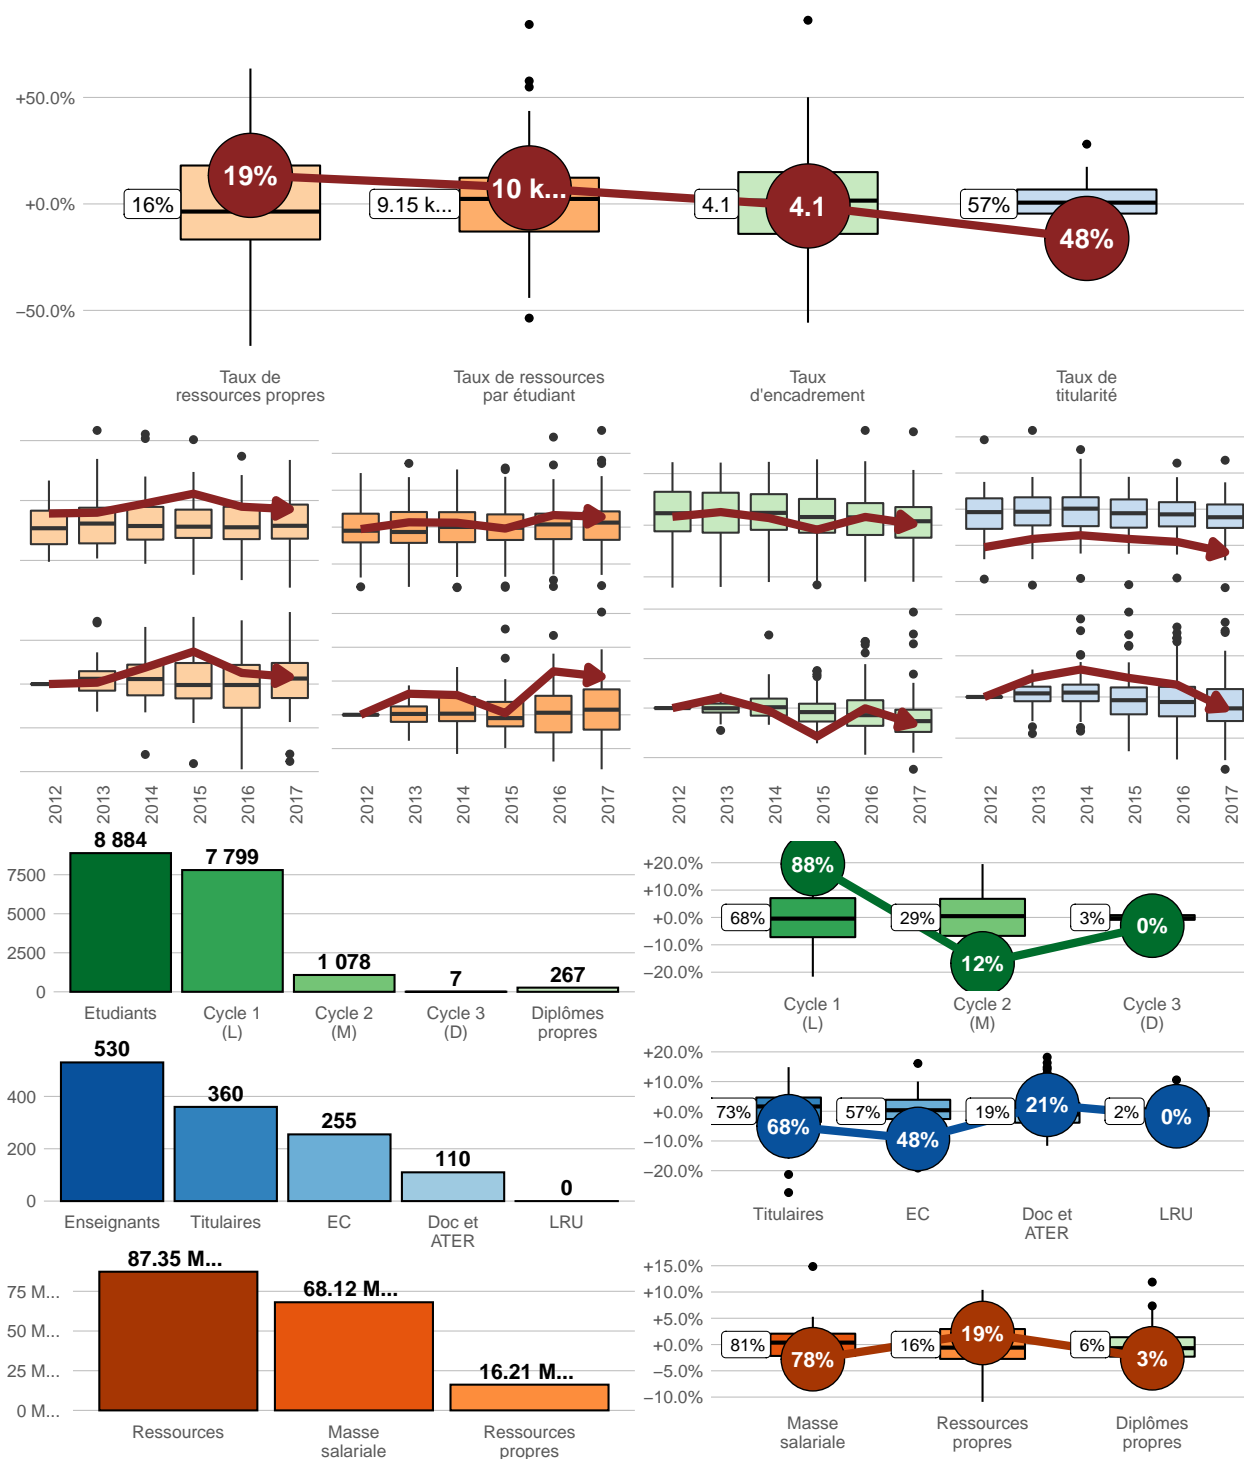 +50.0%
+0.0%
−50.0%
16%
19%
9.15 k...
10 k...
4.1
4.1
57%
48%
Taux de
ressources propres
Taux de ressources
par étudiant
Taux
d'encadrement
Taux de
titularité
2012
2013
2014
2015
2016
2017
2012
2013
2014
2015
2016
2017
2012
2013
2014
2015
2016
2017
2012
2013
2014
2015
2016
2017
7500
5000
2500
0
8 884
7 799
1 078
7
267
Etudiants
Cycle 1
(L)
Cycle 2
(M)
Cycle 3
(D)
Diplômes
propres
+20.0%
+10.0%
+0.0%
−10.0%
−20.0%
68%
88%
29%
12%
3%
0%
Cycle 1
(L)
Cycle 2
(M)
Cycle 3
(D)
400
200
0
530
360
255
110
0
Enseignants
Titulaires
EC
Doc et
ATER
LRU
+20.0%
+10.0%
+0.0%
−10.0%
−20.0%
73%
68%
57%
48%
19%
21%
2%
0%
Titulaires
EC
Doc et
ATER
LRU
75 M...
50 M...
25 M...
0 M...
87.35 M...
68.12 M...
16.21 M...
Ressources
Masse
salariale
Ressources
propres
+15.0%
+10.0%
+5.0%
+0.0%
−5.0%
−10.0%
81%
78%
16%
19%
6%
3%
Masse
salariale
Ressources
propres
Diplômes
propres